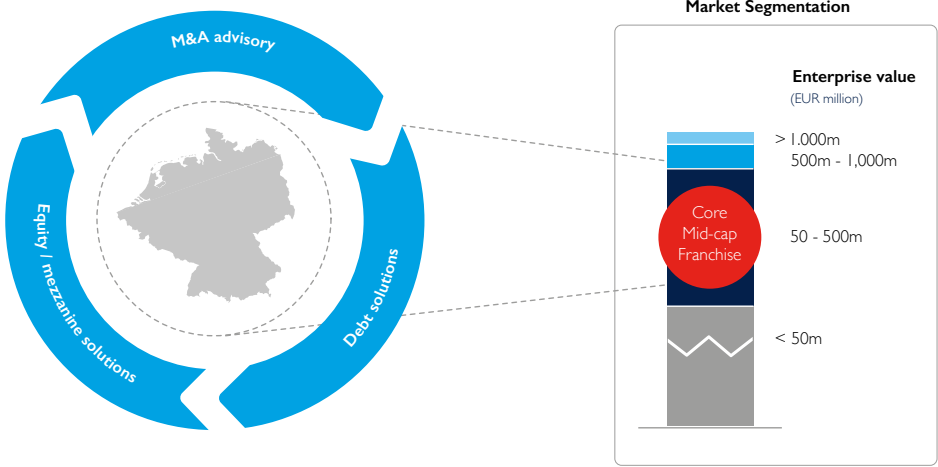 Market Segmentation
M&A advisory
Equity / mezzanine solutions
Debt solutions
Enterprise value
(EUR million)
> 1.000m
500m - 1,000m
Core
Mid-cap
Franchise
50 - 500m
< 50m